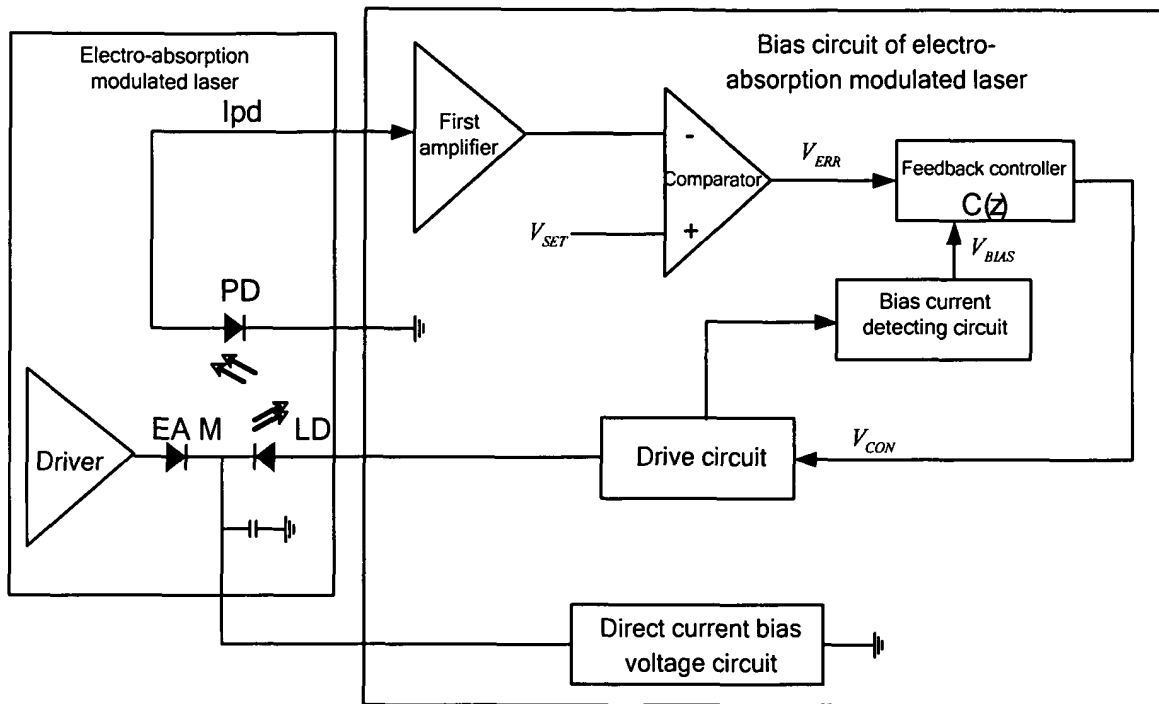 Electro-absorption
modulated laser
Bias circuit of electro-
absorption modulated laser
Ipd
First
amplifier
-
Comparator
+
V_SET
V_ERR
Feedback controller
C(z)
V_BIAS
Bias current
detecting circuit
PD
Driver
EA M
LD
Drive circuit
V_CON
Direct current bias
voltage circuit